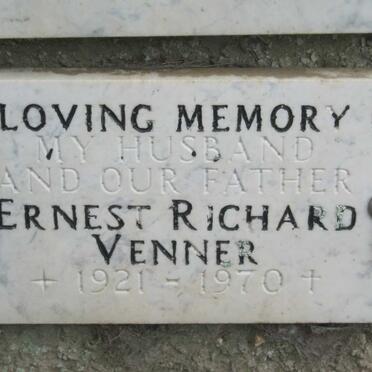 LOVING MEMORY
MY HUSBAND
AND OUR FATHER
ERNEST RICHARD
VENNER
+ 1921 - 1970 +